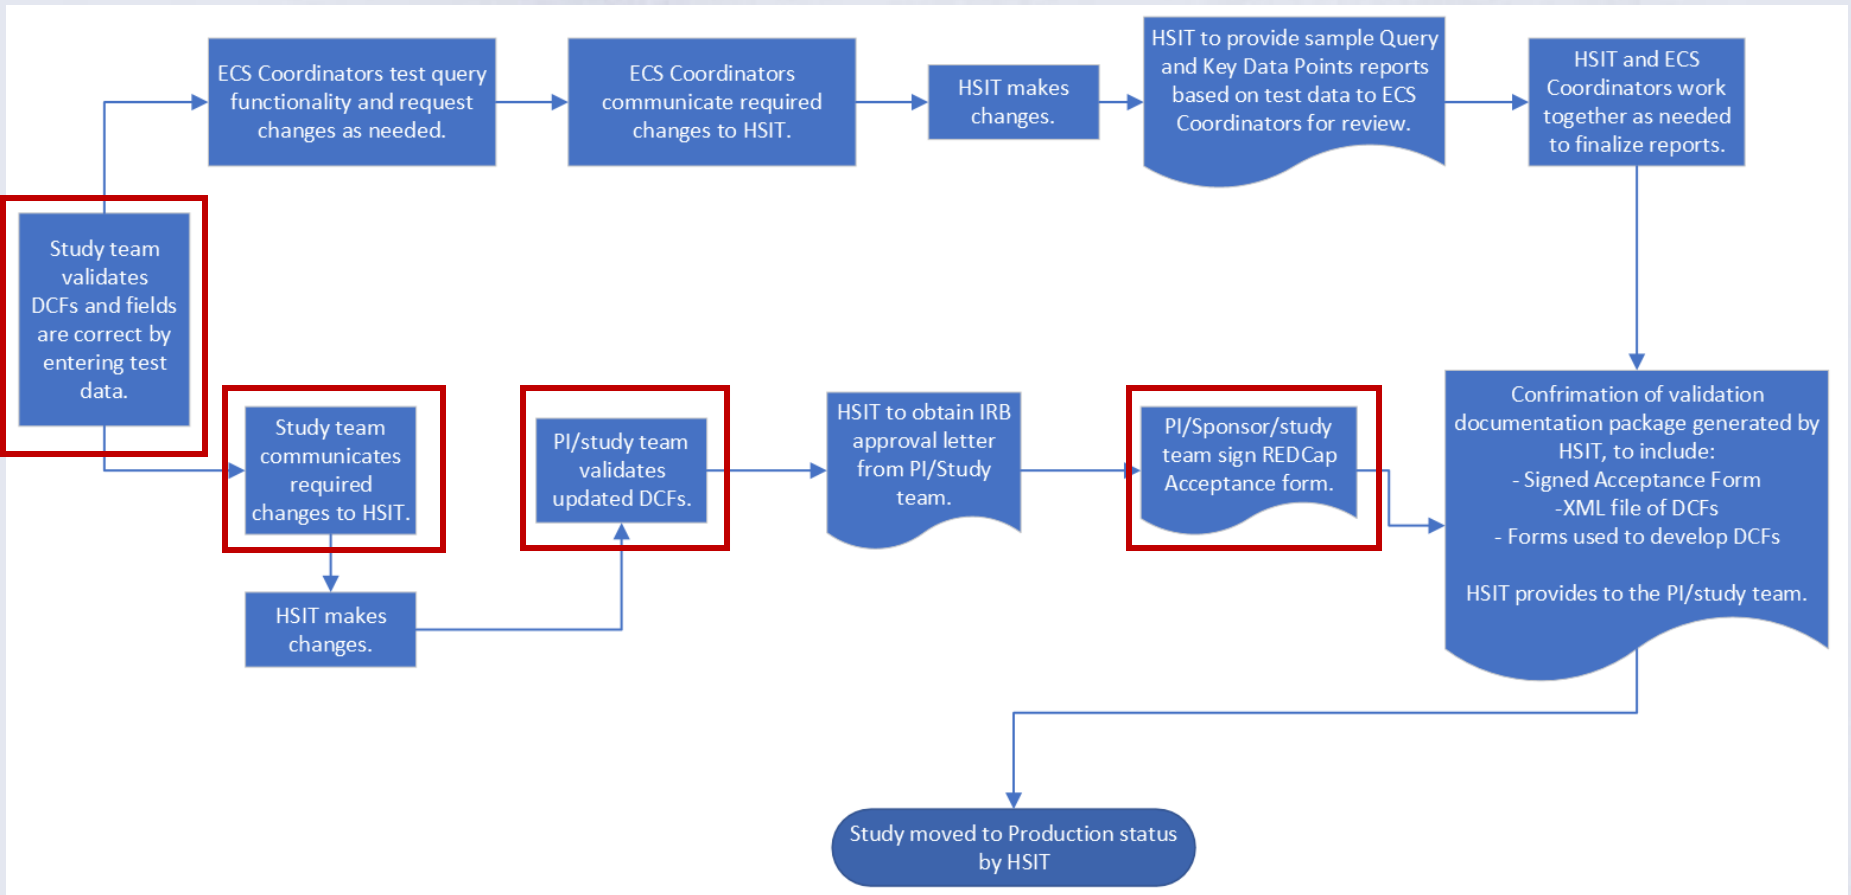 ECS Coordinators test query
functionality and request
changes as needed.
ECS Coordinators
communicate required
changes to HSIT.
HSIT makes
changes.
HSIT to provide sample Query
and Key Data Points reports
based on test data to ECS
Coordinators for review.
HSIT and ECS
Coordinators work
together as needed
to finalize reports.
Study team
validates
DCFs and fields
are correct by
entering test
data.
Study team
communicates
required
changes to HSIT.
HSIT makes
changes.
PI/study team
validates
updated DCFs.
HSIT to obtain IRB
approval letter
from PI/Study
team.
PI/Sponsor/study
team sign REDCap
Acceptance form.
Confrimation of validation
documentation package generated by
HSIT, to include:
- Signed Acceptance Form
-XML file of DCFs
- Forms used to develop DCFs
HSIT provides to the PI/study team.
Study moved to Production status
by HSIT